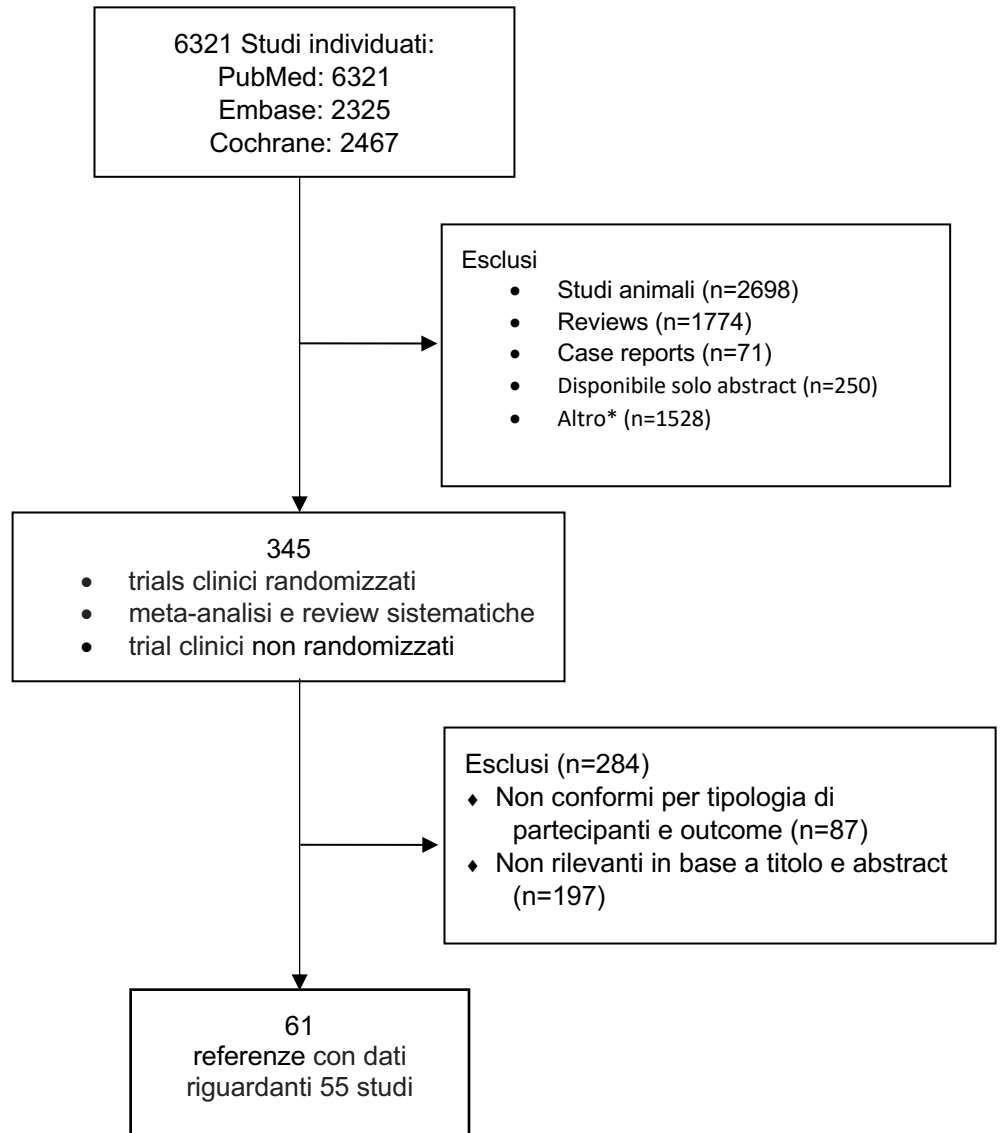 6321 Studi individuati:
PubMed: 6321
Embase: 2325
Cochrane: 2467
Esclusi
• Studi animali (n=2698)
• Reviews (n=1774)
• Case reports (n=71)
• Disponibile solo abstract (n=250)
• Altro* (n=1528)
345
• trials clinici randomizzati
• meta-analisi e review sistematiche
• trial clinici non randomizzati
Esclusi (n=284)
♦ Non conformi per tipologia di
partecipanti e outcome (n=87)
♦ Non rilevanti in base a titolo e abstract
(n=197)
61
referenze con dati
riguardanti 55 studi